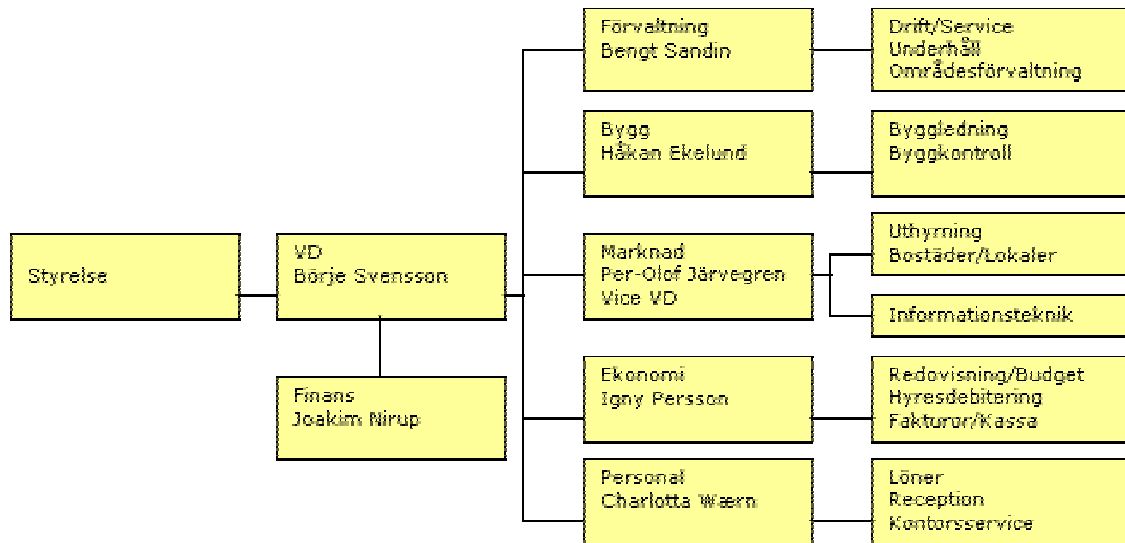 Styrelse
VD
Börje Svensson
Finans
Joakim Nirup
Förvaltning
Bengt Sandin
Drift/Service
Underhåll
Områdesförvaltning
Bygg
Håkan Ekelund
Byggledning
Byggkontroll
Marknad
Per-Olof Järvegren
Vice VD
Uthyrning
Bostäder/Lokaler
Informationsteknik
Ekonomi
Igny Persson
Redovisning/Budget
Hyresdebitering
Fakturor/Kassa
Personal
Charlotta Wærn
Löner
Reception
Kontorsservice